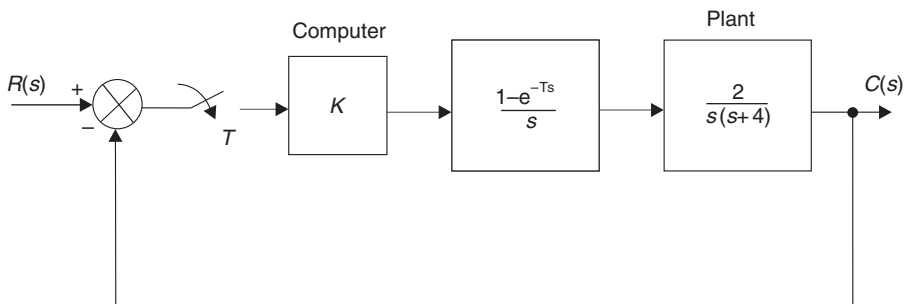 Computer
Plant
R(s)
+
−
T
K
1−e^{−Ts}
s
2
s(s+4)
C(s)